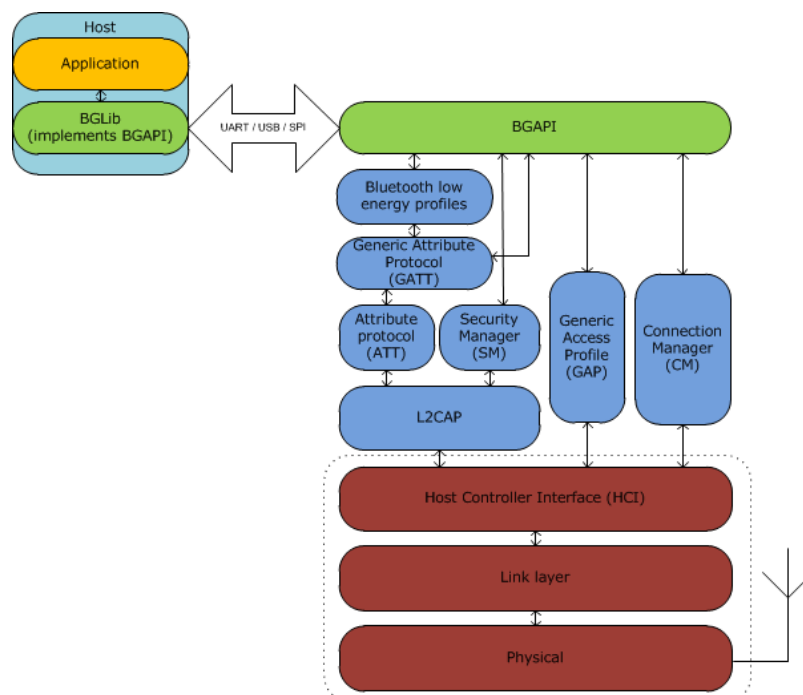 Host
Application
BGLib
(implements BGAPI)
UART / USB / SPI
BGAPI
Bluetooth low
energy profiles
Generic Attribute
Protocol
(GATT)
Attribute
protocol
(ATT)
Security
Manager
(SM)
Generic
Access
Profile
(GAP)
Connection
Manager
(CM)
L2CAP
Host Controller Interface (HCI)
Link layer
Physical